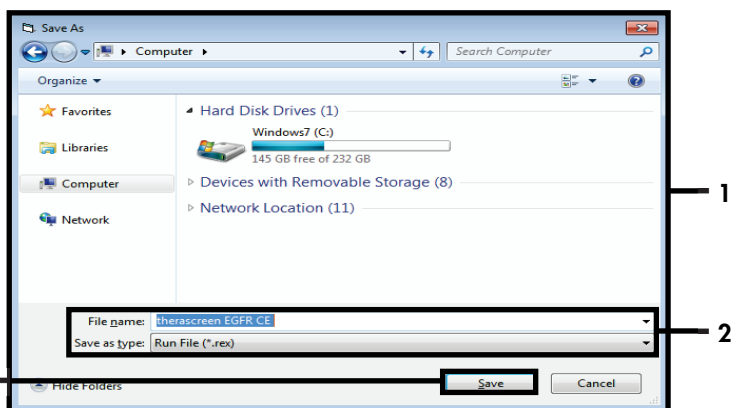 Save As
Computer
Search Computer
Organize
Favorites
Hard Disk Drives (1)
Windows7 (C:)
145 GB free of 232 GB
Libraries
Computer
Devices with Removable Storage (8)
1
Network Location (11)
Network
File name: therascreen EGFR CE
2
Save as type: Run File (*.rex)
Hide Folders
Save
Cancel